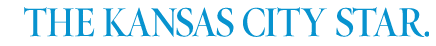 THE KANSAS CITY STAR.